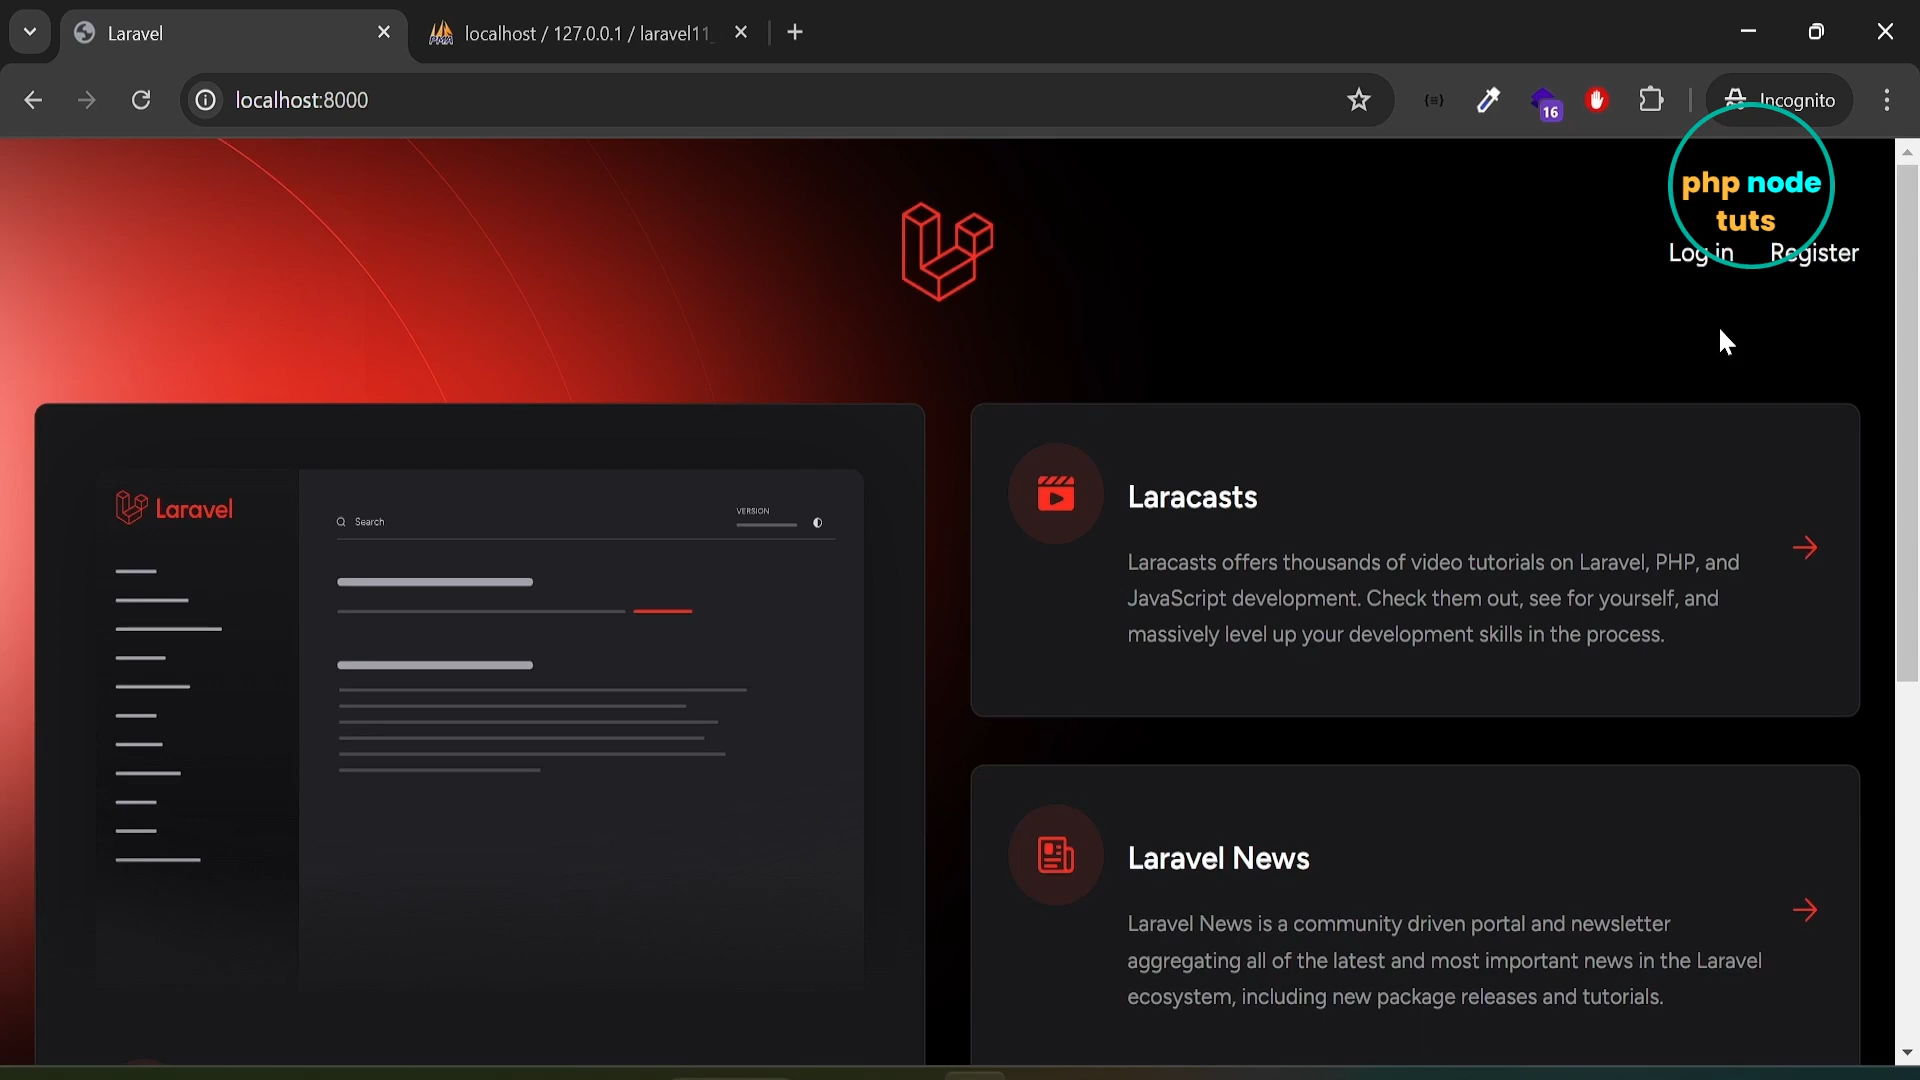 Laravel
localhost / 127.0.0.1 / laravel11_
localhost:8000
16
Incognito
php node
tuts
Log in
Register
Laravel
Search
VERSION
Laracasts
Laracasts offers thousands of video tutorials on Laravel, PHP, and
JavaScript development. Check them out, see for yourself, and
massively level up your development skills in the process.
Laravel News
Laravel News is a community driven portal and newsletter
aggregating all of the latest and most important news in the Laravel
ecosystem, including new package releases and tutorials.